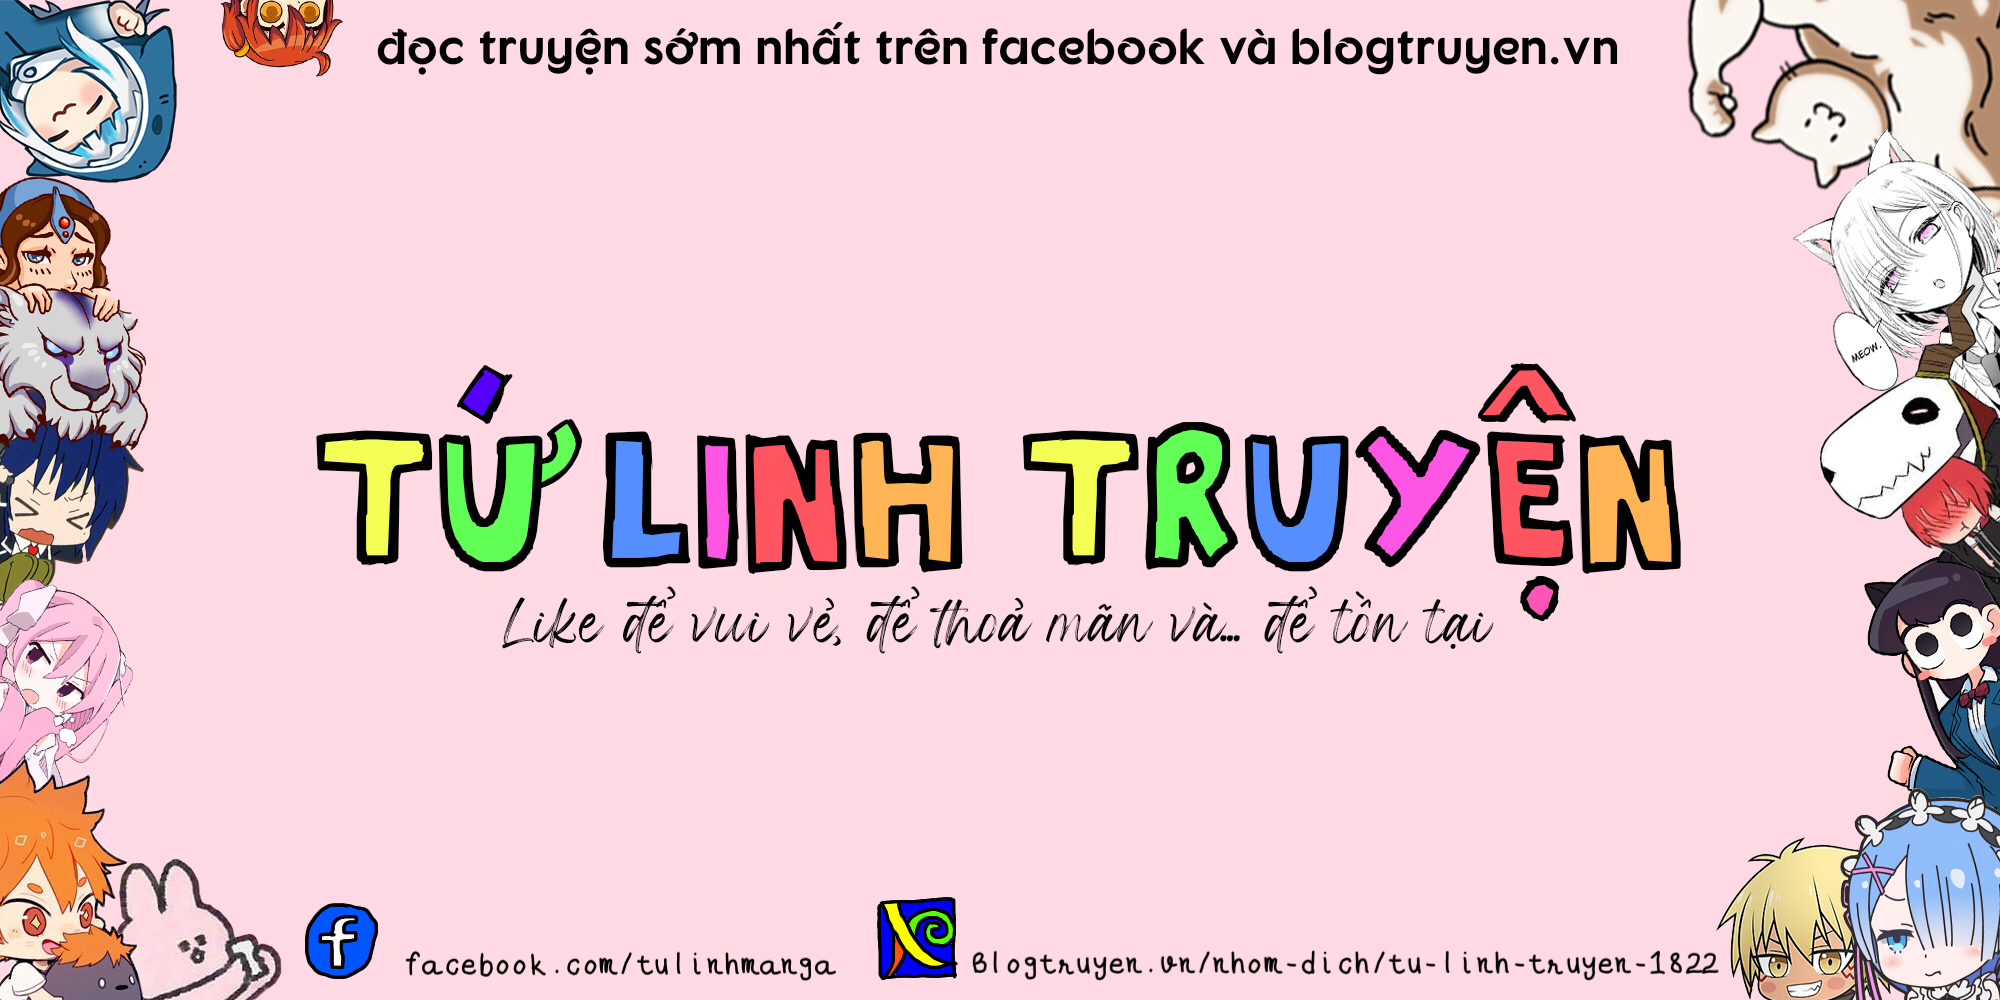 đọc truyện sớm nhất trên facebook và blogtruyen.vn
MEOW.
TỨ LINH TRUYỆN
Like để vui vẻ, để thoả mãn và... để tồn tại
facebook.com/tulinhmanga
Blogtruyen.vn/nhom-dich/tu-linh-truyen-1822